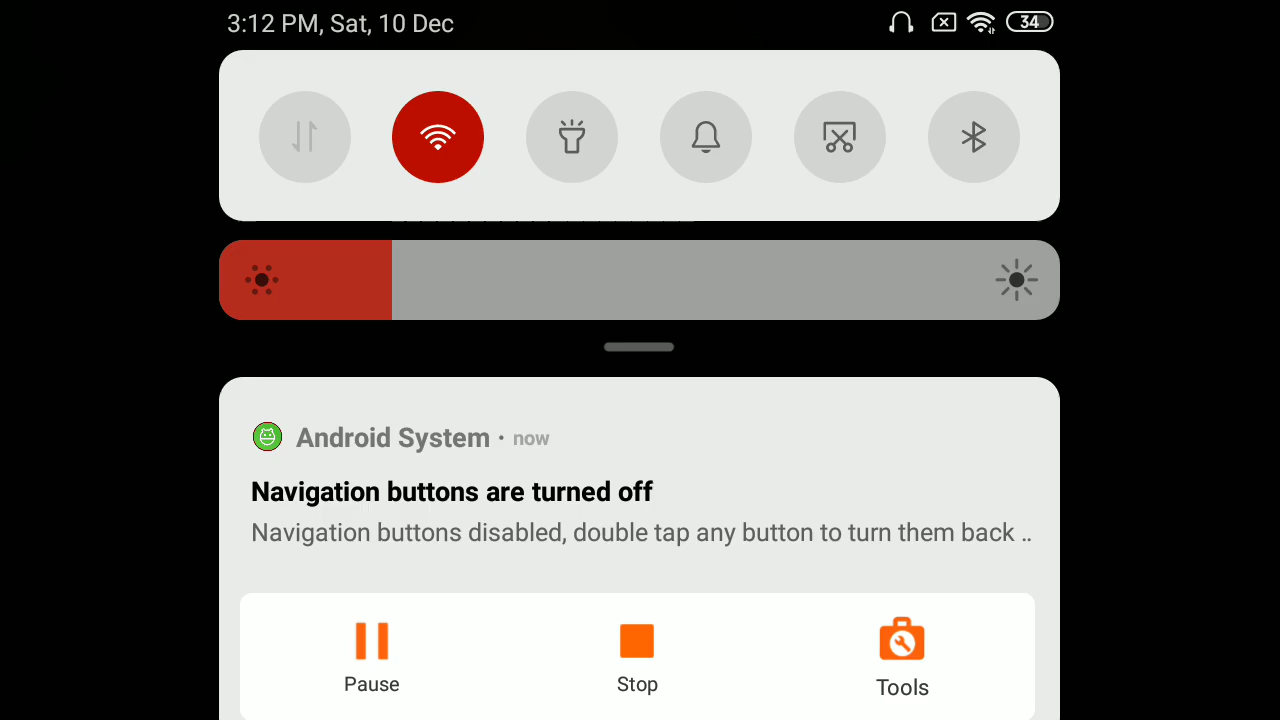 3:12 PM, Sat, 10 Dec 34
Android System · now
Navigation buttons are turned off
Navigation buttons disabled, double tap any button to turn them back ..
Pause Stop Tools